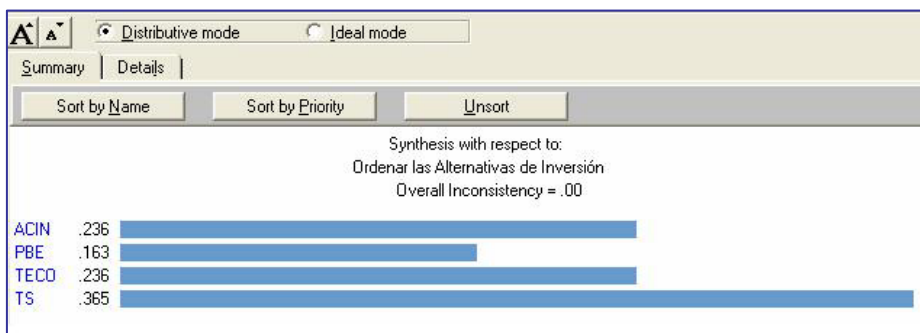 A A Distributive mode Ideal mode
Summary Details
Sort by Name Sort by Priority Unsort
Synthesis with respect to:
Ordenar las Alternativas de Inversión
Overall Inconsistency = .00
ACIN .236
PBE .163
TECO .236
TS .365